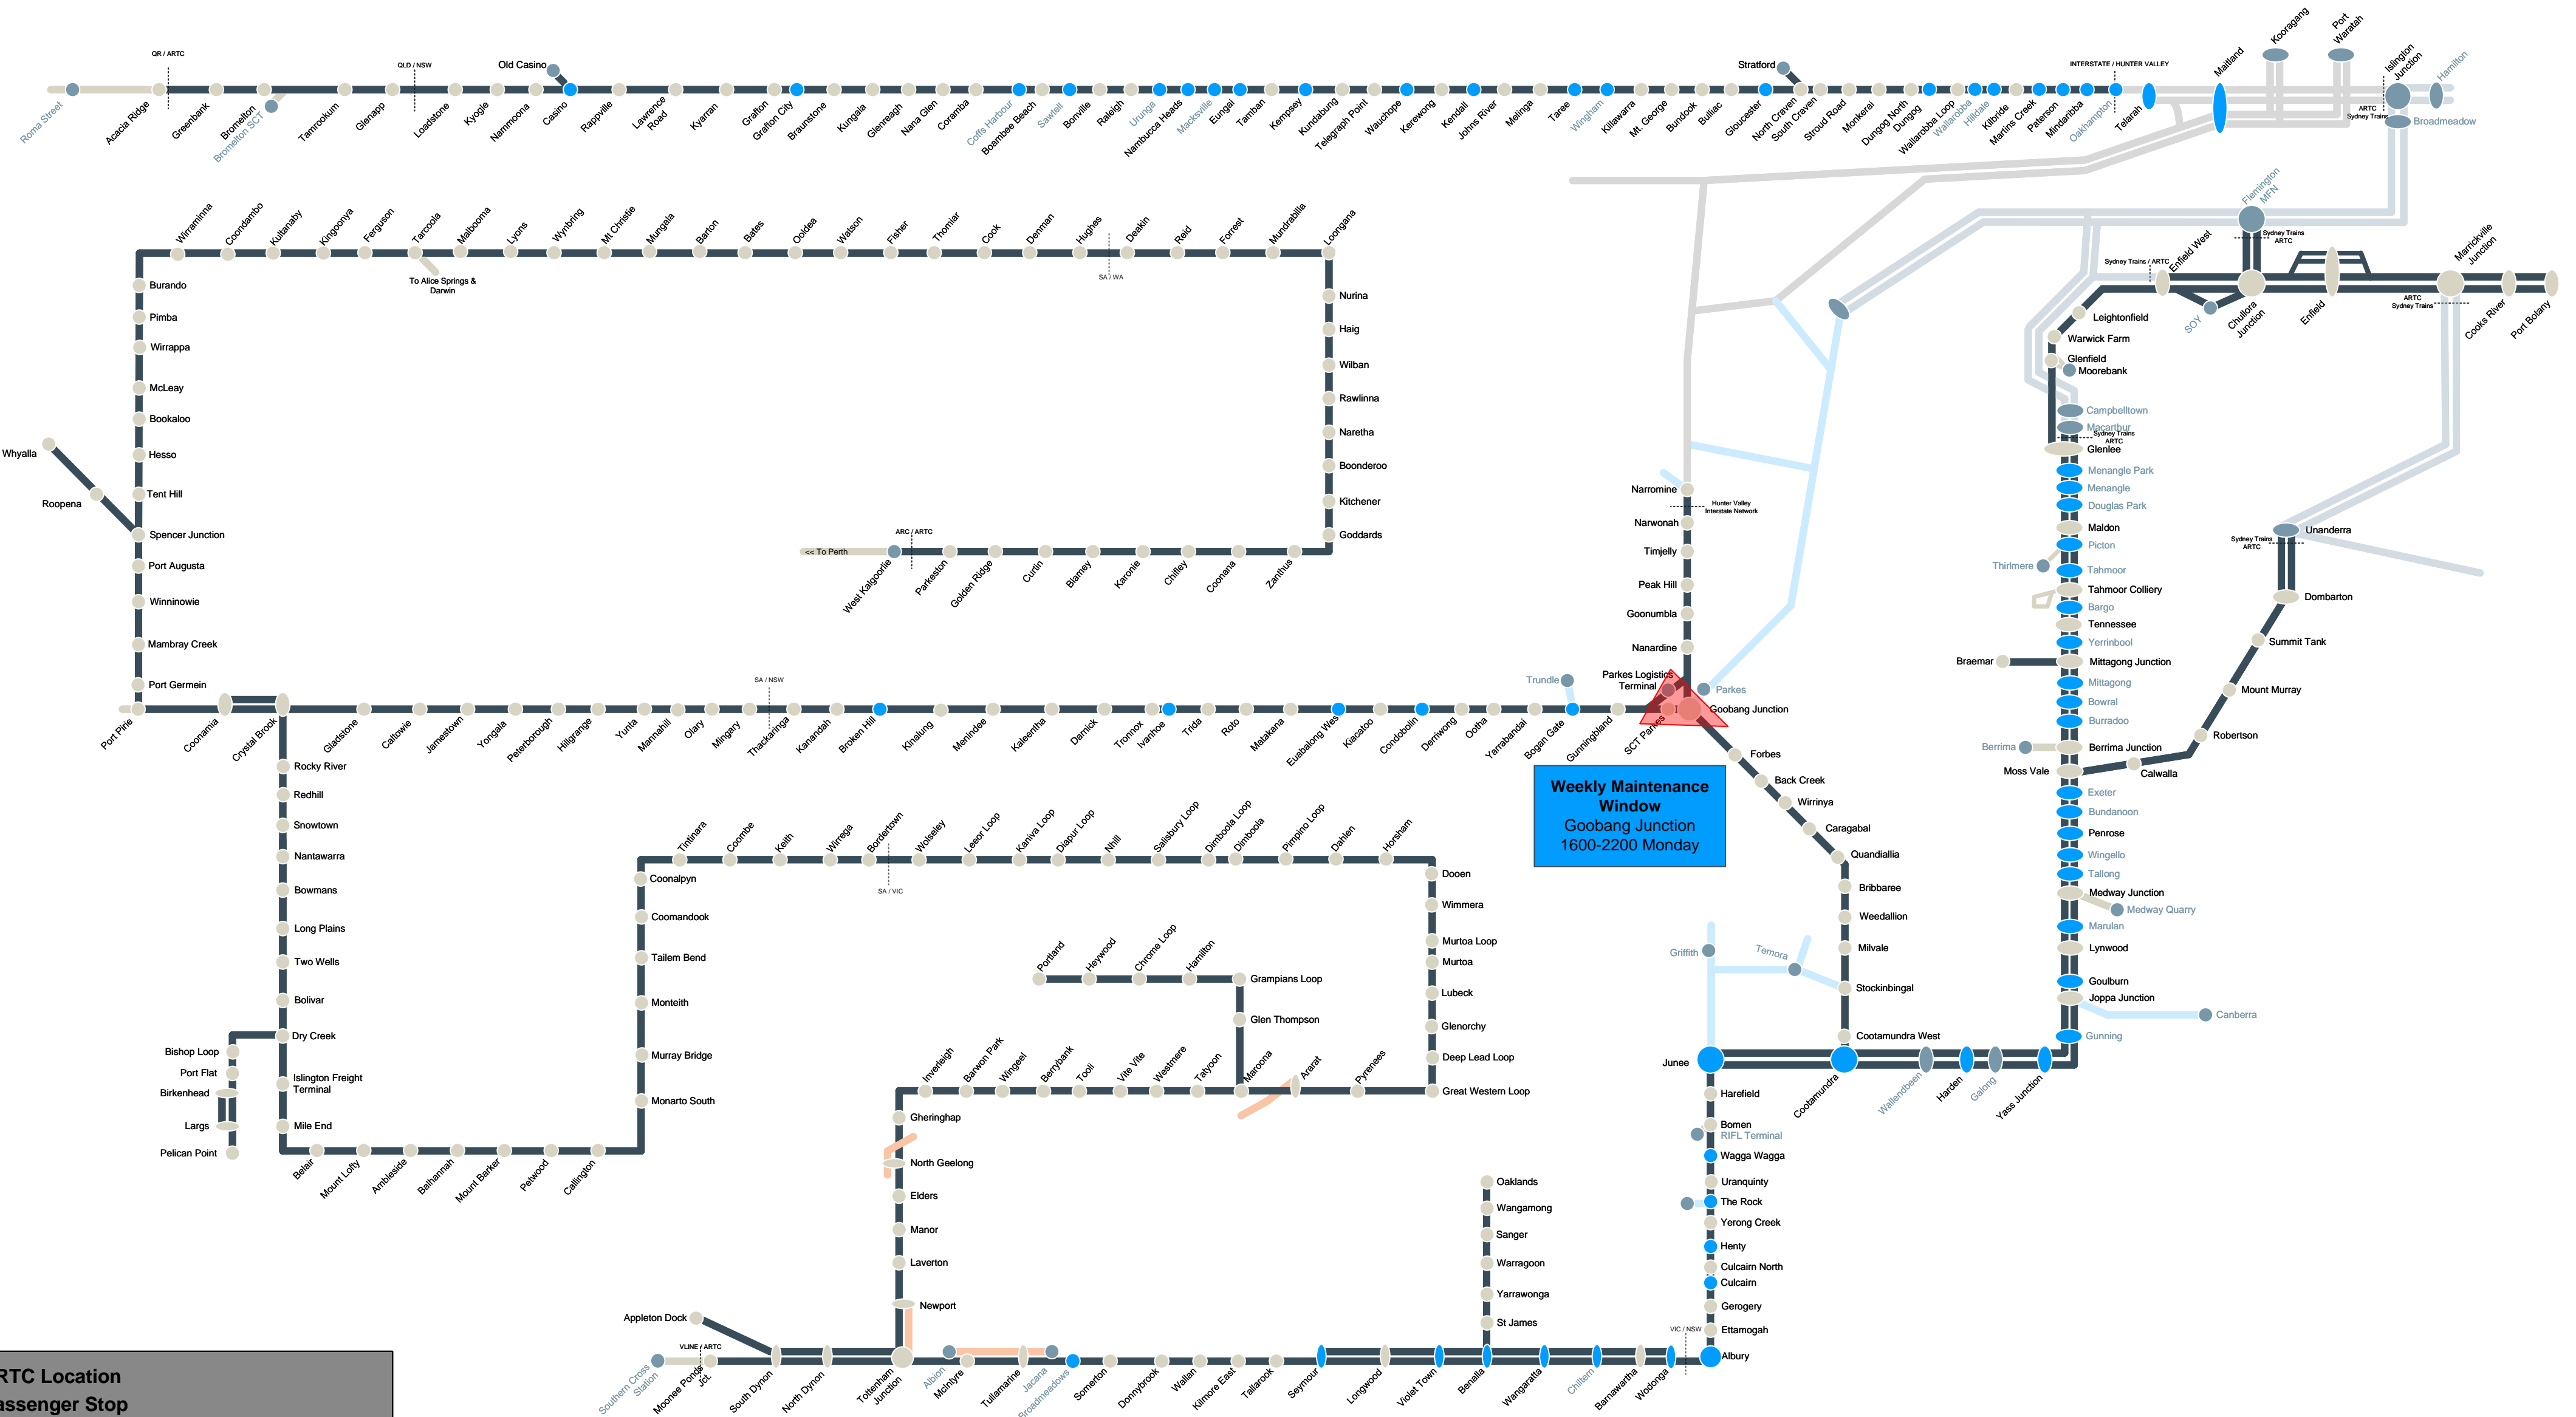 Roma Street
Acacia Ridge
QR / ARTC
Greenbank
Bromelton
Bromelton SCT
Tamrookum
Glenapp
QLD / NSW
Loadstone
Kyogle
Nammoona
Old Casino
Casino
Rappville
Lawrence
Road
Kyarran
Grafton
Grafton City
Braunstone
Kungala
Glenreagh
Nana Glen
Coramba
Coffs Harbour
Boambee Beach
Sawtell
Bonville
Raleigh
Urunga
Nambucca Heads
Macksville
Eungai
Tamban
Kempsey
Kundabung
Telegraph Point
Wauchope
Kerewong
Kendall
Johns River
Melinga
Taree
Wingham
Killawarra
Mt. George
Bundook
Bulliac
Gloucester
Stratford
North Craven
South Craven
Stroud Road
Monkerai
Dungog North
Dungog
Wallarobba Loop
Wallarobba
Hilldale
Kilbride
Martins Creek
Paterson
Mindaribba
Oakhampton
INTERSTATE / HUNTER VALLEY
Telarah
Maitland
Kooragang
Port
Waratah
Islington
Junction
Hamilton
ARTC
Sydney Trains
Broadmeadow
Wirraminna
Coondambo
Kultanaby
Kingoonya
Ferguson
Tarcoola
Malbooma
Lyons
Wynbring
Mt Christie
Mungala
Barton
Bates
Ooldea
Watson
Fisher
Thomiar
Cook
Denman
Hughes
Deakin
Reid
Forrest
Mundrabilla
Loongana
To Alice Springs &
Darwin
SA / WA
Burando
Pimba
Wirrappa
McLeay
Bookaloo
Hesso
Tent Hill
Spencer Junction
Port Augusta
Winninowie
Mambray Creek
Port Germein
Whyalla
Roopena
Nurina
Haig
Wilban
Rawlinna
Naretha
Boonderoo
Kitchener
Goddards
<< To Perth
ARC / ARTC
West Kalgoorlie
Parkeston
Golden Ridge
Curtin
Blamey
Karonie
Chifley
Coonana
Zanthus
Flemington
MFN
Sydney Trains
ARTC
Sydney Trains / ARTC
Enfield West
SOY
Chullora
Junction
Enfield
Marrickville
Junction
ARTC
Sydney Trains
Cooks River
Port Botany
Leightonfield
Warwick Farm
Glenfield
Moorebank
Campbelltown
Macarthur
Sydney Trains
ARTC
Glenlee
Menangle Park
Menangle
Douglas Park
Maldon
Picton
Thirlmere
Tahmoor
Tahmoor Colliery
Bargo
Tennessee
Yerrinbool
Braemar
Mittagong Junction
Mittagong
Bowral
Burradoo
Berrima
Berrima Junction
Moss Vale
Exeter
Bundanoon
Penrose
Wingello
Tallong
Medway Junction
Medway Quarry
Marulan
Lynwood
Goulburn
Joppa Junction
Canberra
Gunning
Unanderra
Sydney Trains
ARTC
Dombarton
Summit Tank
Mount Murray
Robertson
Calwalla
Narromine
Hunter Valley
Interstate Network
Narwonah
Timjelly
Peak Hill
Goonumbla
Nanardine
Parkes Logistics
Terminal
Parkes
Goobang Junction
Trundle
Port Pirie
Coonamia
Crystal Brook
Gladstone
Caltowie
Jamestown
Yongala
Peterborough
Hillgrange
Yunta
Mannahill
Olary
Mingary
SA / NSW
Thackaringa
Kanandah
Broken Hill
Kinalung
Menindee
Kaleentha
Darnick
Tronnox
Ivanhoe
Trida
Roto
Matakana
Euabalong West
Kiacatoo
Condobolin
Derriwong
Ootha
Yarrabandai
Bogan Gate
Gunningbland
SCT Parkes
Weekly Maintenance
Window
Goobang Junction
1600-2200 Monday
Forbes
Back Creek
Wirrinya
Caragabal
Quandiallia
Bribbaree
Weedallion
Milvale
Stockinbingal
Cootamundra West
Griffith
Temora
Junee
Cootamundra
Wallendbeen
Harden
Galong
Yass Junction
Rocky River
Redhill
Snowtown
Nantawarra
Bowmans
Long Plains
Two Wells
Bolivar
Dry Creek
Islington Freight
Terminal
Mile End
Bishop Loop
Port Flat
Birkenhead
Largs
Pelican Point
Belair
Mount Lofty
Ambleside
Balhannah
Mount Barker
Petwood
Callington
Tintinara
Coombe
Keith
Wirrega
Bordertown
SA / VIC
Wolseley
Leeor Loop
Kaniva Loop
Diapur Loop
Nhill
Salisbury Loop
Dimboola Loop
Dimboola
Pimpino Loop
Dahlen
Horsham
Coonalpyn
Coomandook
Tailem Bend
Monteith
Murray Bridge
Monarto South
Dooen
Wimmera
Murtoa Loop
Murtoa
Lubeck
Glenorchy
Deep Lead Loop
Great Western Loop
Portland
Heywood
Chrome Loop
Hamilton
Grampians Loop
Glen Thompson
Inverleigh
Barwon Park
Wingeel
Berrybank
Tooli
Vite Vite
Westmere
Tatyoon
Maroona
Ararat
Pyrenees
Gheringhap
North Geelong
Elders
Manor
Laverton
Newport
Oaklands
Wangamong
Sanger
Warragoon
Yarrawonga
St James
Harefield
Bomen
RIFL Terminal
Wagga Wagga
Uranquinty
The Rock
Yerong Creek
Henty
Culcairn North
Culcairn
Gerogery
Ettamogah
VIC / NSW
Albury
Appleton Dock
VLINE / ARTC
Southern Cross
Station
Moonee Ponds
Jct.
South Dynon
North Dynon
Tottenham
Junction
Albion
McIntyre
Tullamarine
Jacana
Broadmeadows
Somerton
Donnybrook
Wallan
Kilmore East
Tallarook
Seymour
Longwood
Violet Town
Benalla
Wangaratta
Chiltern
Barnawartha
Wodonga
RTC Location
assenger Stop